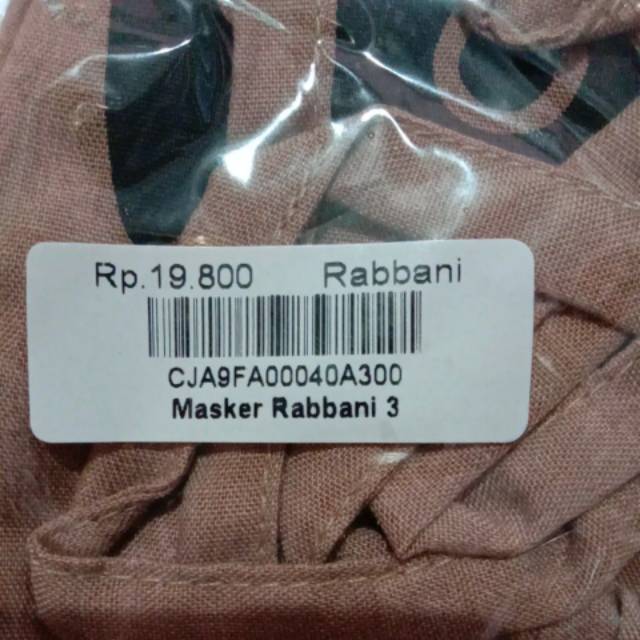 Rp.19.800 Rabbani
CJA9FA00040A300
Masker Rabbani 3